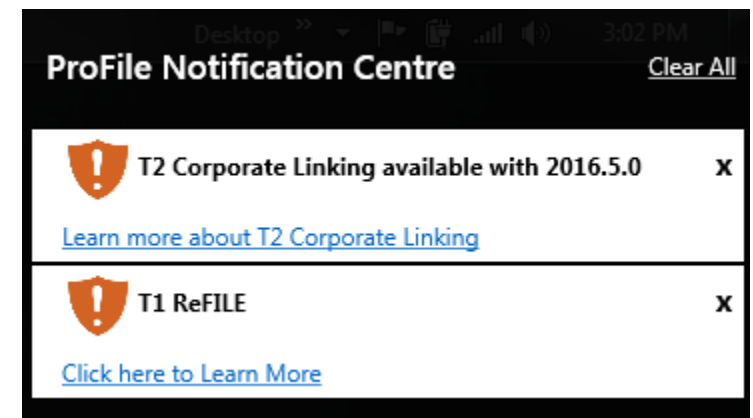 Desktop » 3:02 PM
ProFile Notification Centre Clear All
T2 Corporate Linking available with 2016.5.0 x
Learn more about T2 Corporate Linking
T1 ReFILE x
Click here to Learn More